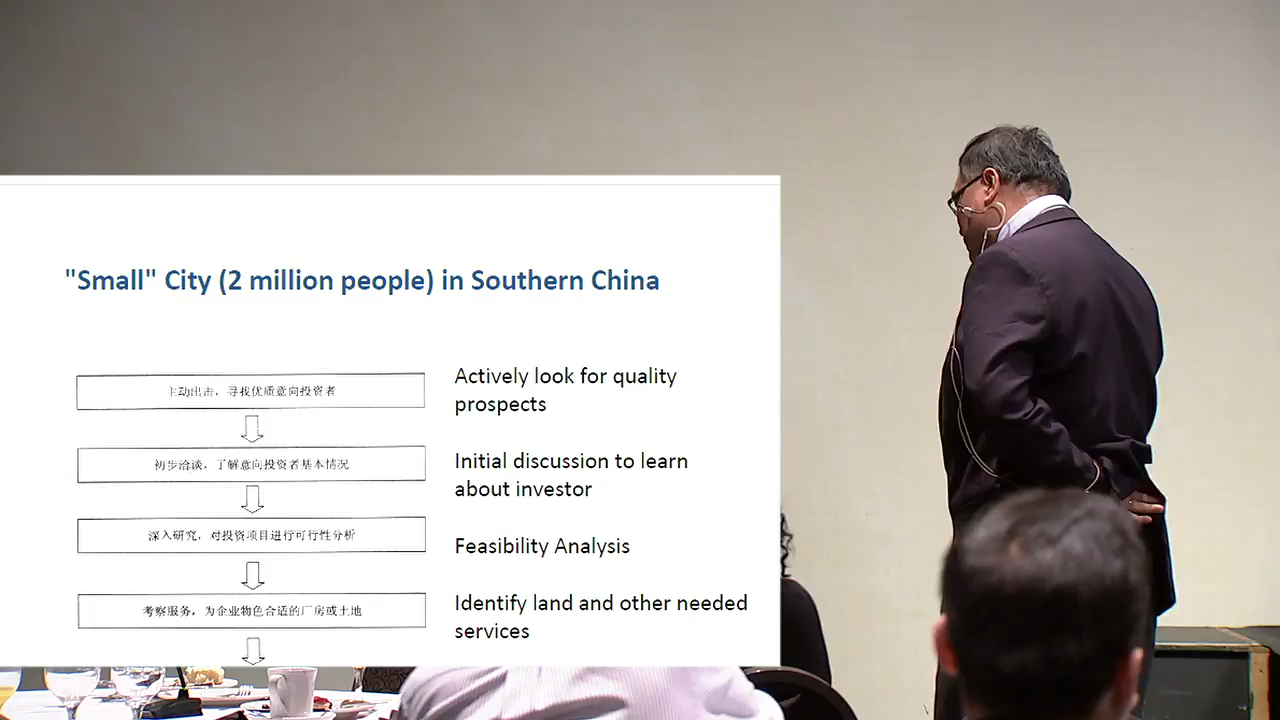 "Small" City (2 million people) in Southern China
主动出击，寻找优质意向投资者
Actively look for quality
prospects
初步洽谈，了解意向投资者基本情况
Initial discussion to learn
about investor
深入研究，对投资项目进行可行性分析
Feasibility Analysis
考察服务，为企业物色合适的厂房或土地
Identify land and other needed
services